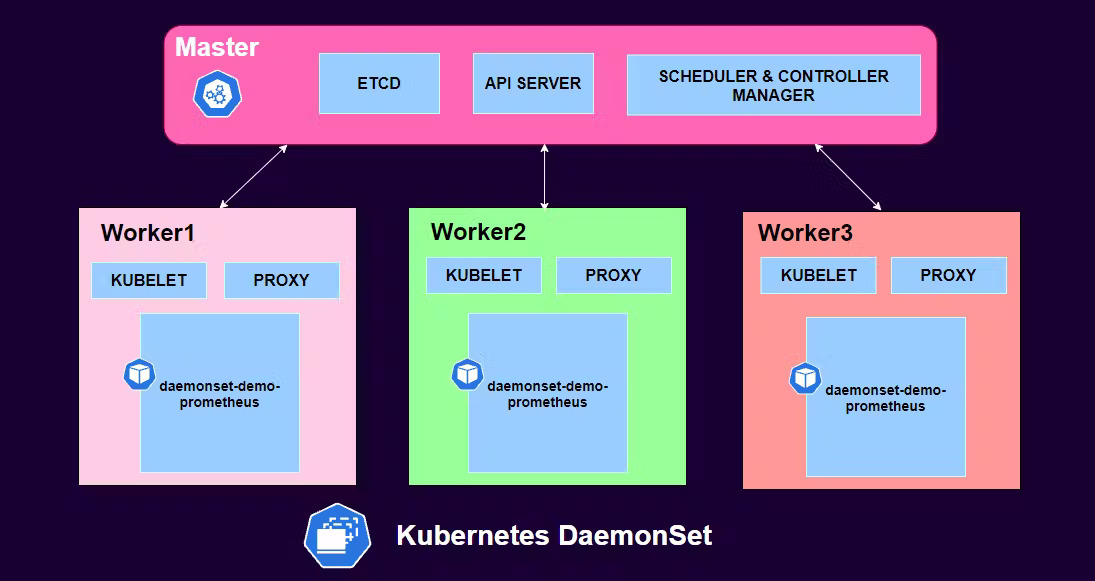 Master
ETCD
API SERVER
SCHEDULER & CONTROLLER
MANAGER
Worker1
KUBELET
PROXY
daemonset-demo-
prometheus
Worker2
KUBELET
PROXY
daemonset-demo-
prometheus
Worker3
KUBELET
PROXY
daemonset-demo-
prometheus
Kubernetes DaemonSet